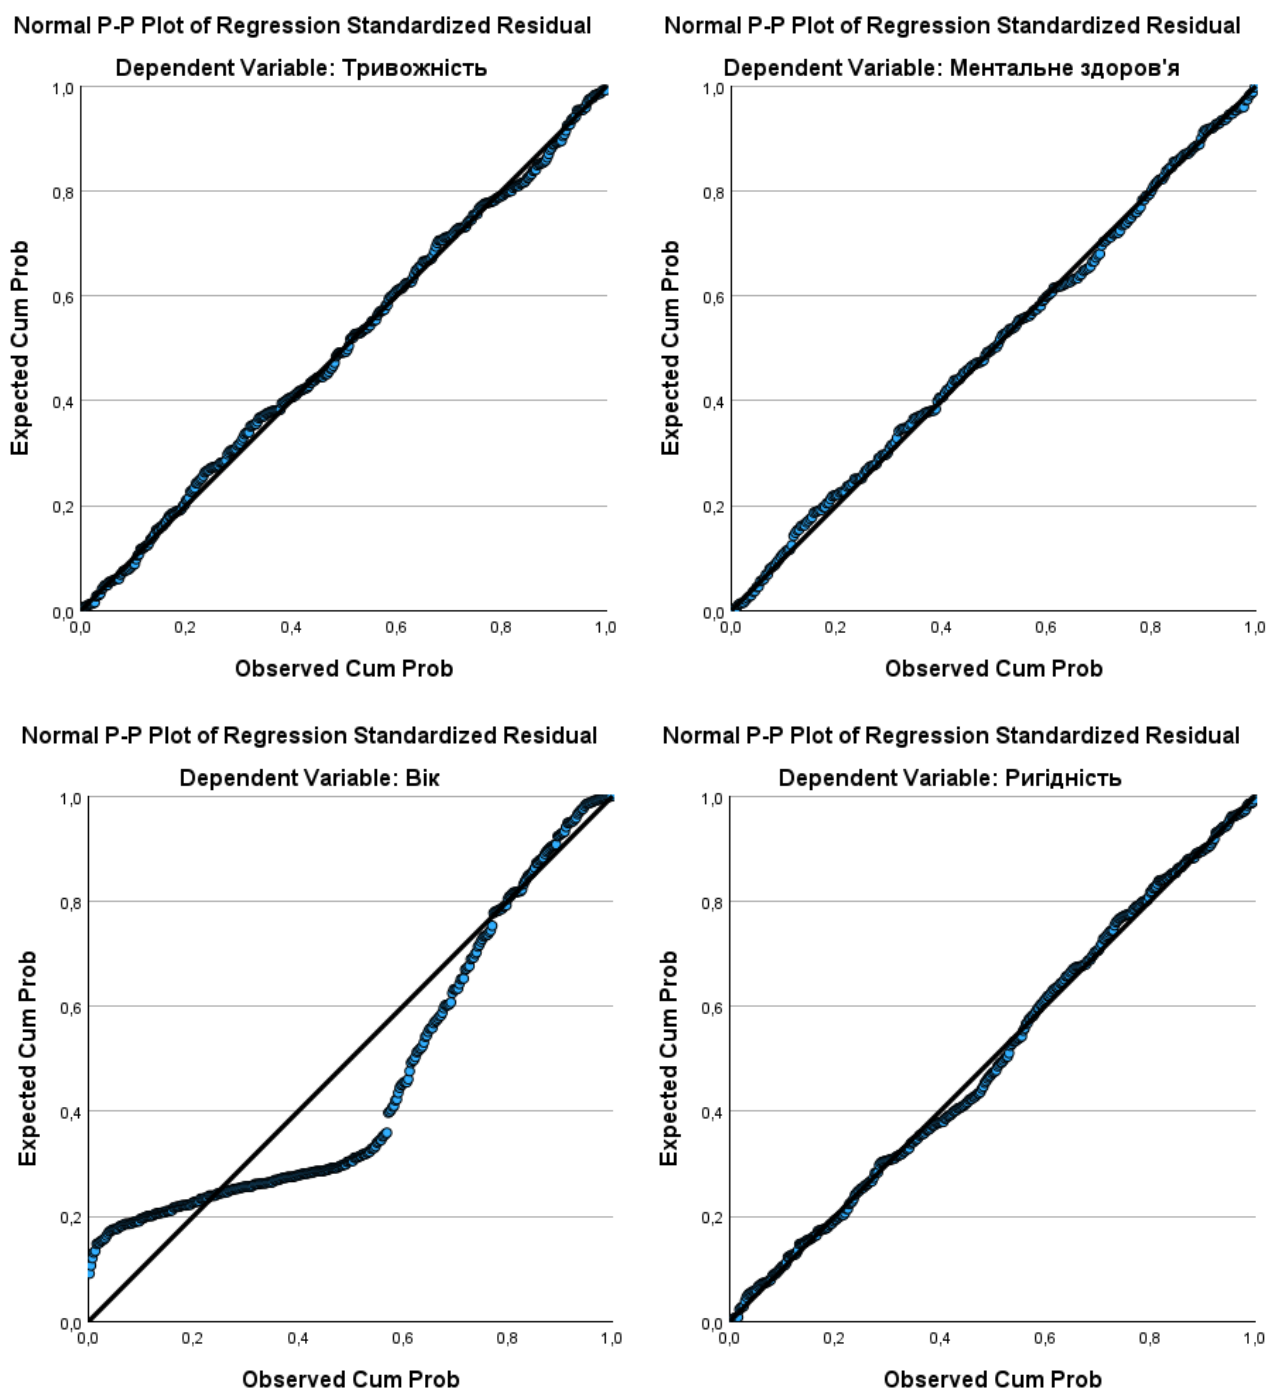 Normal P-P Plot of Regression Standardized Residual
Dependent Variable: Тривожність
1,0
0,8
0,6
0,4
0,2
0,0
0,0 0,2 0,4 0,6 0,8 1,0
Expected Cum Prob
Observed Cum Prob
Normal P-P Plot of Regression Standardized Residual
Dependent Variable: Ментальне здоров'я
1,0
0,8
0,6
0,4
0,2
0,0
0,0 0,2 0,4 0,6 0,8 1,0
Expected Cum Prob
Observed Cum Prob
Normal P-P Plot of Regression Standardized Residual
Dependent Variable: Вік
1,0
0,8
0,6
0,4
0,2
0,0
0,0 0,2 0,4 0,6 0,8 1,0
Expected Cum Prob
Observed Cum Prob
Normal P-P Plot of Regression Standardized Residual
Dependent Variable: Ригідність
1,0
0,8
0,6
0,4
0,2
0,0
0,0 0,2 0,4 0,6 0,8 1,0
Expected Cum Prob
Observed Cum Prob